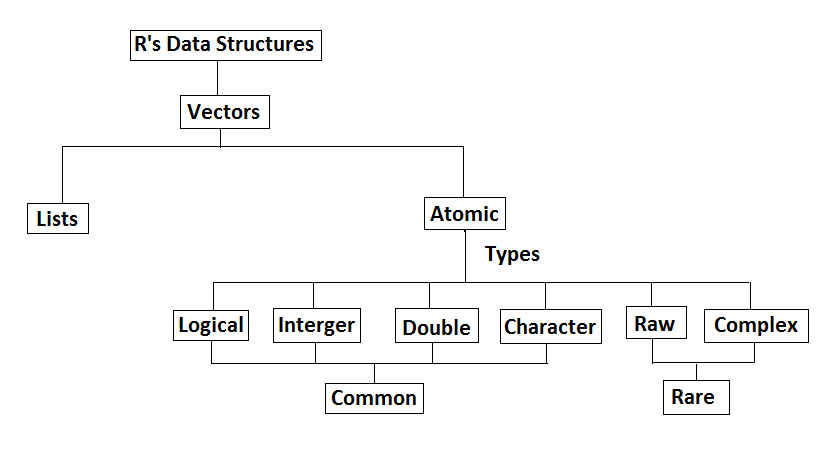 R's Data Structures
Vectors
Lists
Atomic
Types
Logical
Interger
Double
Character
Raw
Complex
Common
Rare